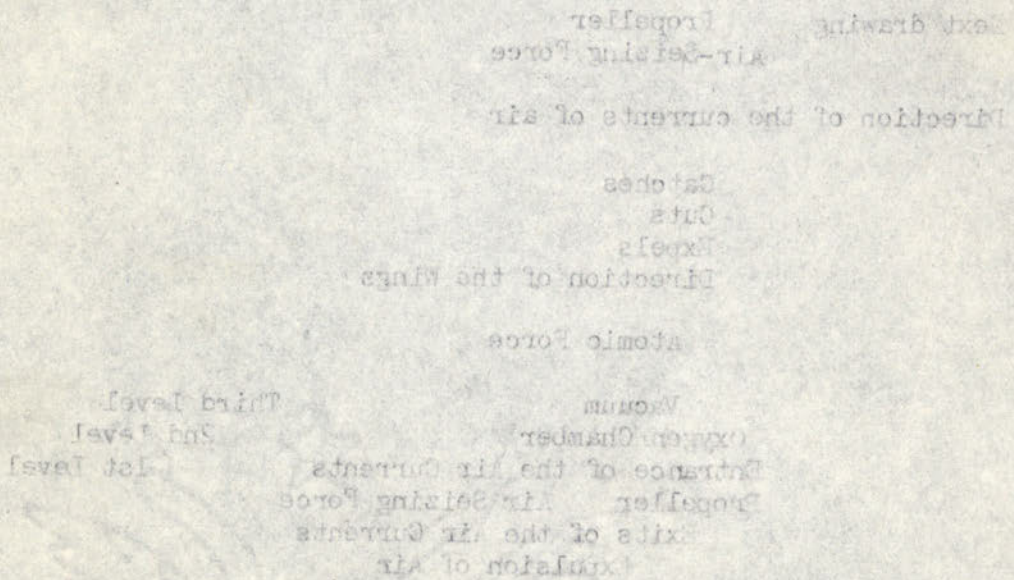 Next drawing Propeller
Air-Seizing Force
Direction of the currents of air
Catches
Cuts
Expels
Direction of the Wings
Atomic Force
Vacuum Third Level
Oxygen Chamber 2nd Level
Entrance of the Air Currents 1st Level
Propeller Air Seizing Force
Exits of the Air Currents
Expulsion of Air